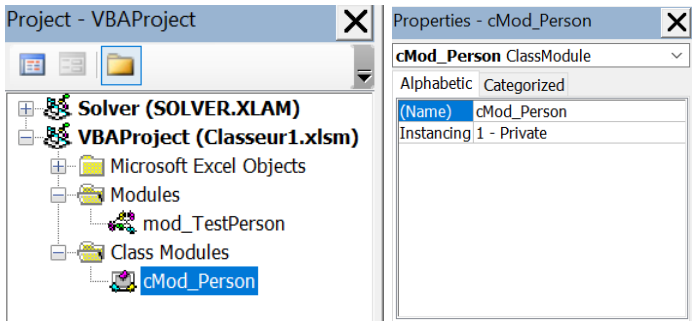 Project - VBAProject
Solver (SOLVER.XLAM)
VBAProject (Classeur1.xlsm)
Microsoft Excel Objects
Modules
mod_TestPerson
Class Modules
cMod_Person
Properties - cMod_Person
cMod_Person ClassModule
Alphabetic Categorized
(Name) cMod_Person
Instancing 1 - Private